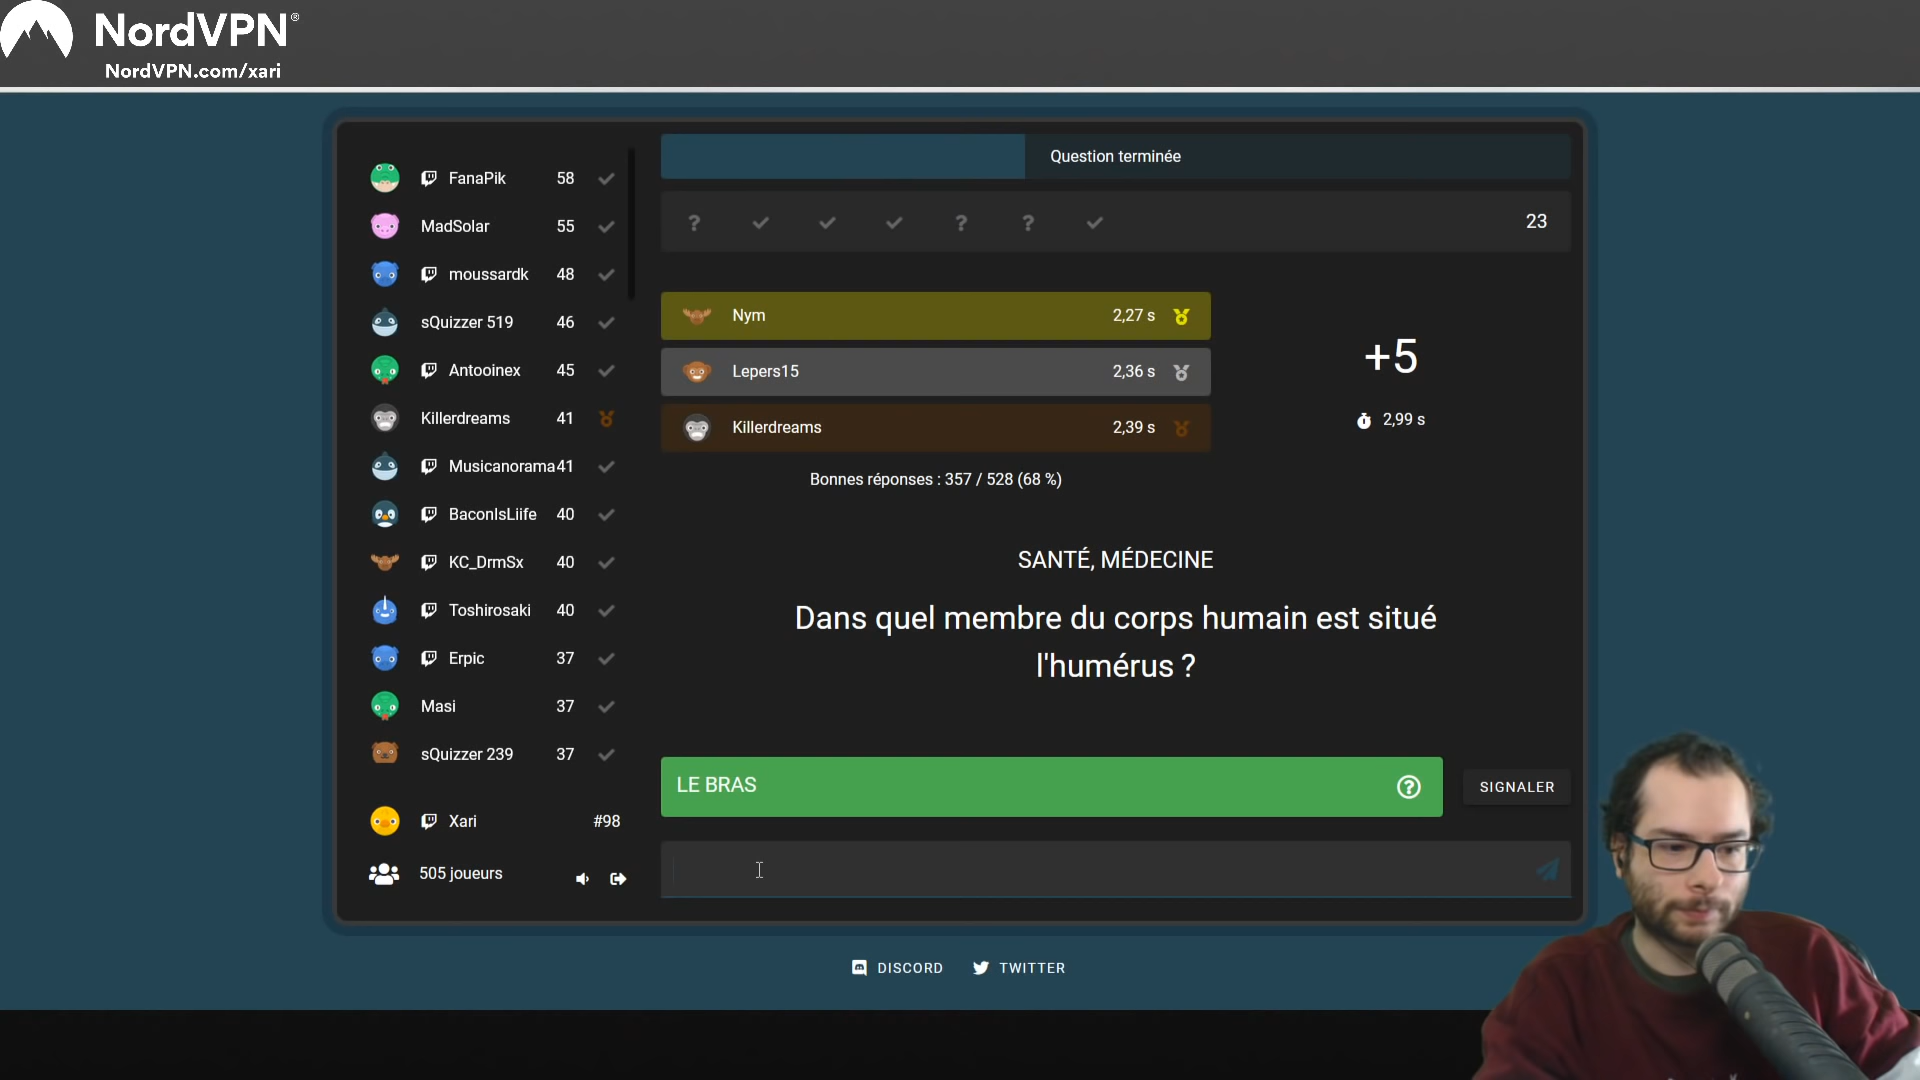 NordVPN®
NordVPN.com/xari
FanaPik 58
MadSolar 55
moussardk 48
sQuizzer 519 46
Antooinex 45
Killerdreams 41
Musicanorama 41
BaconIsLiife 40
KC_DrmSx 40
Toshirosaki 40
Erpic 37
Masi 37
sQuizzer 239 37
Xari #98
505 joueurs
Question terminée
? ? ? 23
Nym 2,27 s
Lepers15 2,36 s
Killerdreams 2,39 s
Bonnes réponses : 357 / 528 (68 %)
+5
2,99 s
SANTÉ, MÉDECINE
Dans quel membre du corps humain est situé
l'humérus ?
LE BRAS ?
SIGNALER
DISCORD TWITTER